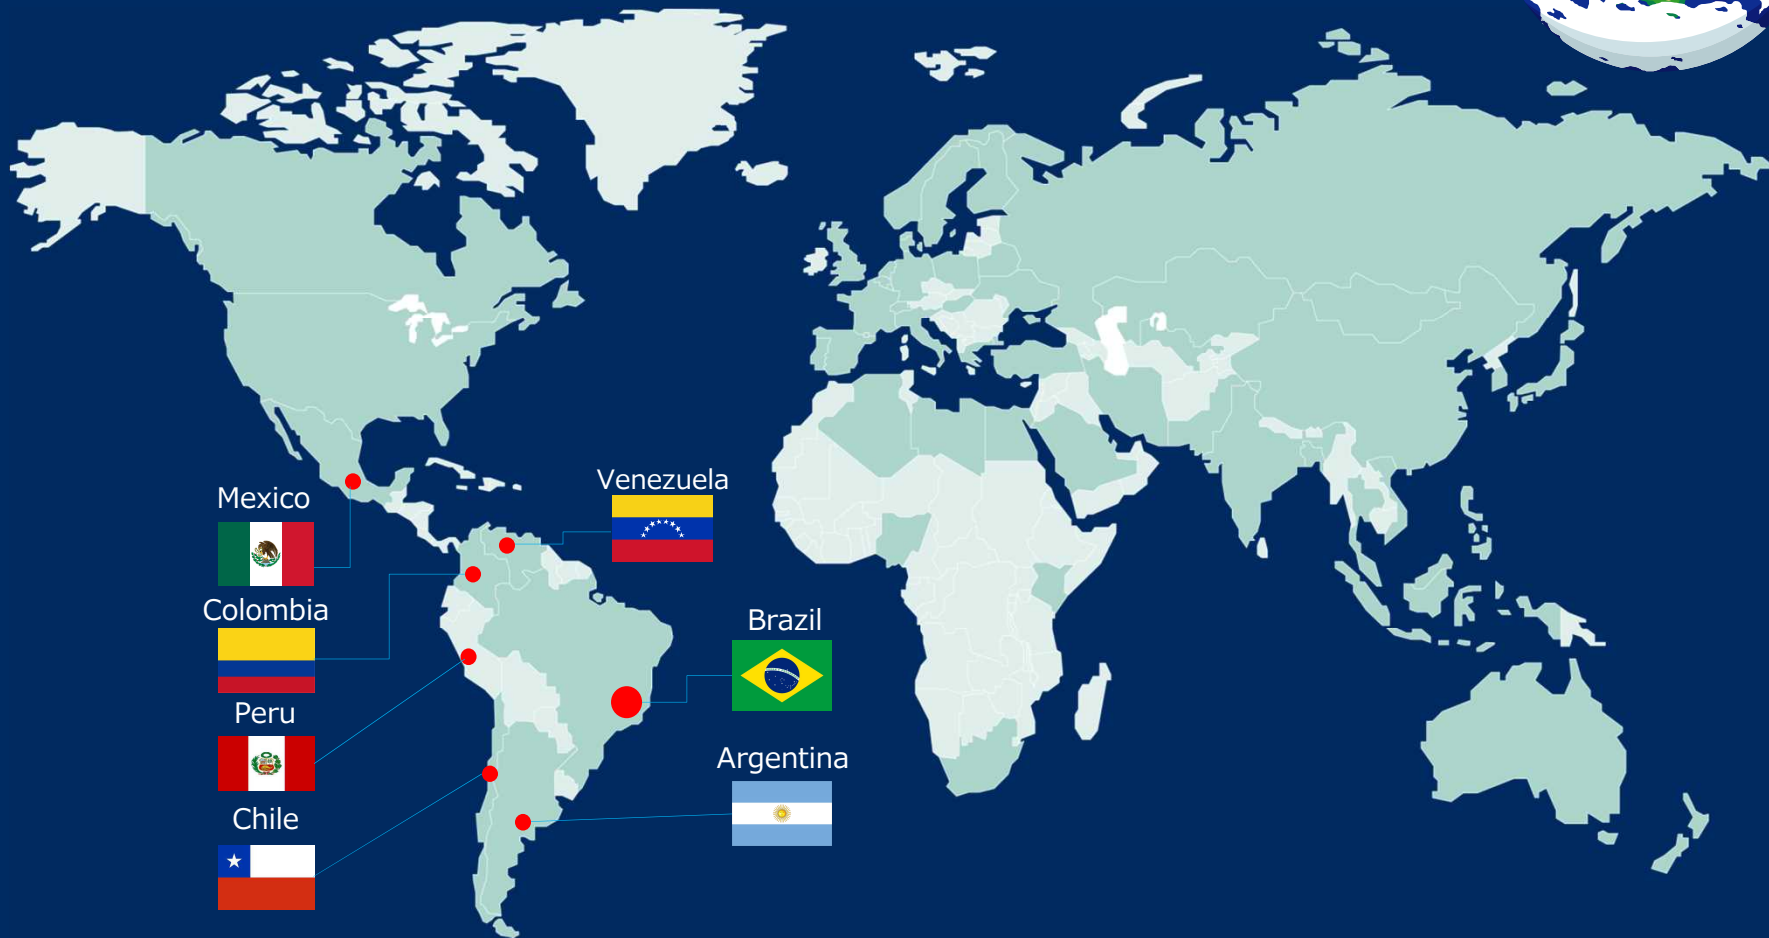 Venezuela
Mexico
Colombia
Brazil
Peru
Argentina
Chile